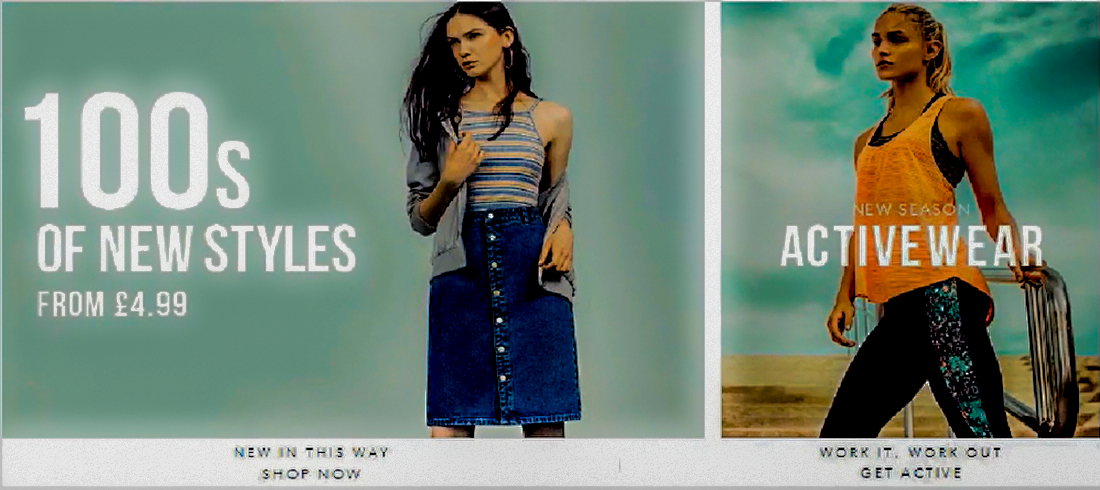 100s
OF NEW STYLES
FROM £4.99
NEW IN THIS WAY
SHOP NOW
NEW SEASON
ACTIVEWEAR
WORK IT, WORK OUT
GET ACTIVE